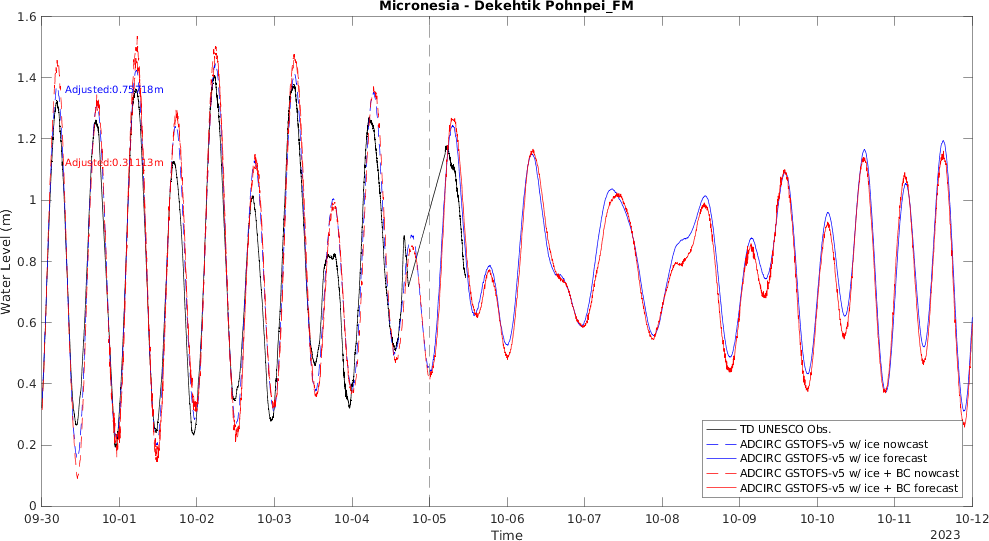 Micronesia - Dekehtik Pohnpei_FM
1.6
1.4
1.2
1
0.8
0.6
0.4
0.2
0
Water Level (m)
Adjusted:0.75718m
Adjusted:0.31113m
TD UNESCO Obs.
ADCIRC GSTOFS-v5 w/ ice nowcast
ADCIRC GSTOFS-v5 w/ ice forecast
ADCIRC GSTOFS-v5 w/ ice + BC nowcast
ADCIRC GSTOFS-v5 w/ ice + BC forecast
09-30 10-01 10-02 10-03 10-04 10-05 10-06 10-07 10-08 10-09 10-10 10-11 10-12
Time
2023